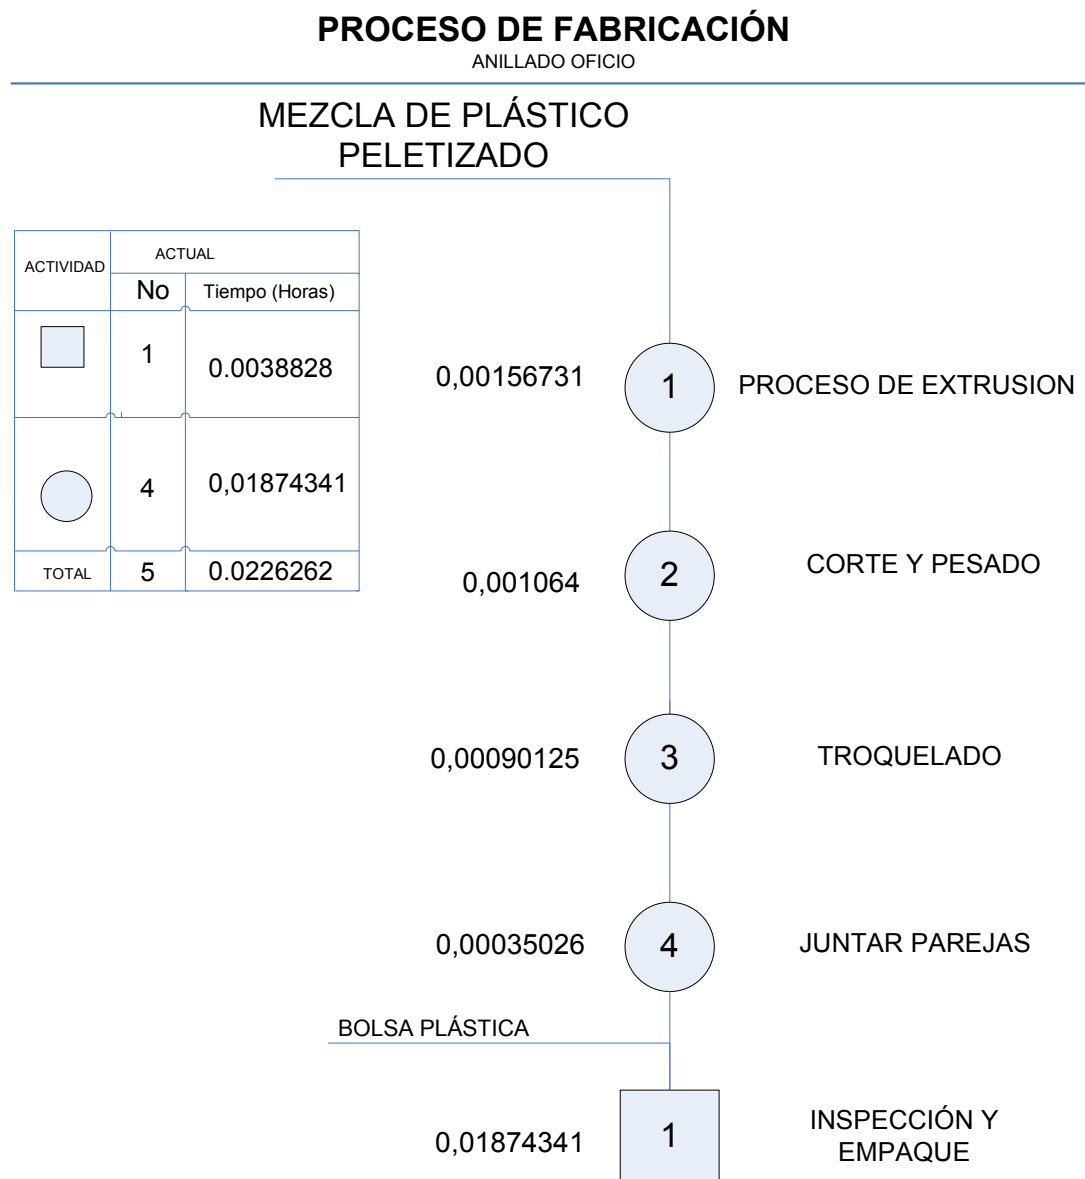 PROCESO DE FABRICACIÓN
ANILLADO OFICIO
MEZCLA DE PLÁSTICO
PELETIZADO
ACTIVIDAD
ACTUAL
No
Tiempo (Horas)
1
0.0038828
4
0,01874341
TOTAL
5
0.0226262
0,00156731
1
PROCESO DE EXTRUSION
0,001064
2
CORTE Y PESADO
0,00090125
3
TROQUELADO
0,00035026
4
JUNTAR PAREJAS
BOLSA PLÁSTICA
0,01874341
1
INSPECCIÓN Y
EMPAQUE